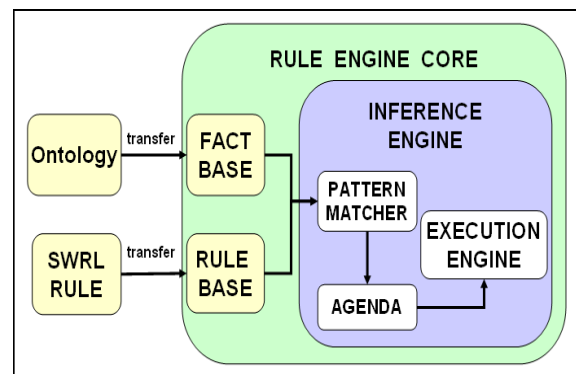 RULE ENGINE CORE
INFERENCE
ENGINE
Ontology
transfer
FACT
BASE
PATTERN
MATCHER
EXECUTION
ENGINE
SWRL
RULE
transfer
RULE
BASE
AGENDA